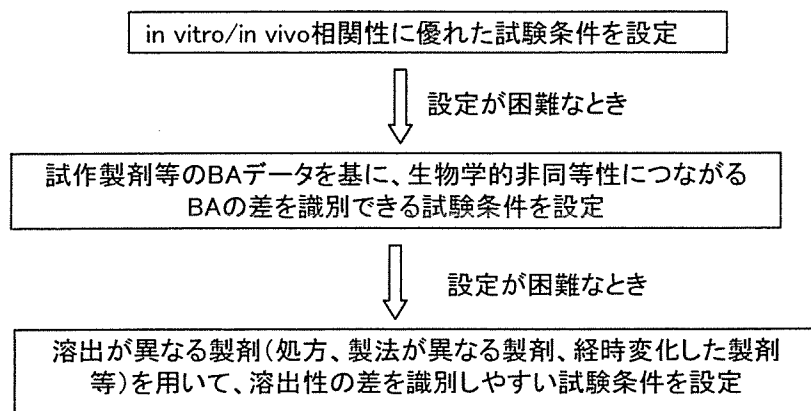 in vitro/in vivo相関性に優れた試験条件を設定
設定が困難なとき
試作製剤等のBAデータを基に、生物学的非同等性につながる
BAの差を識別できる試験条件を設定
設定が困難なとき
溶出が異なる製剤(処方、製法が異なる製剤、経時変化した製剤
等)を用いて、溶出性の差を識別しやすい試験条件を設定